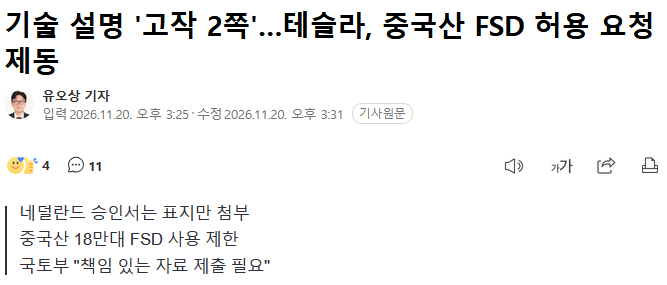 기술 설명 '고작 2쪽'…테슬라, 중국산 FSD 허용 요청
제동
유오상 기자
입력 2026.11.20. 오후 3:25 · 수정 2026.11.20. 오후 3:31 기사원문
4 11 가가
네덜란드 승인서는 표지만 첨부
중국산 18만대 FSD 사용 제한
국토부 "책임 있는 자료 제출 필요"